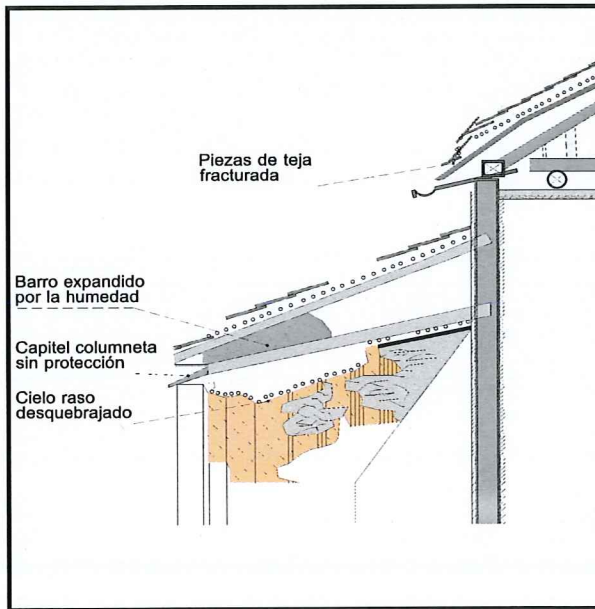 Piezas de teja
fracturada
Barro expandido
por la humedad
Capitel columneta
sin protección
Cielo raso
desquebrajado